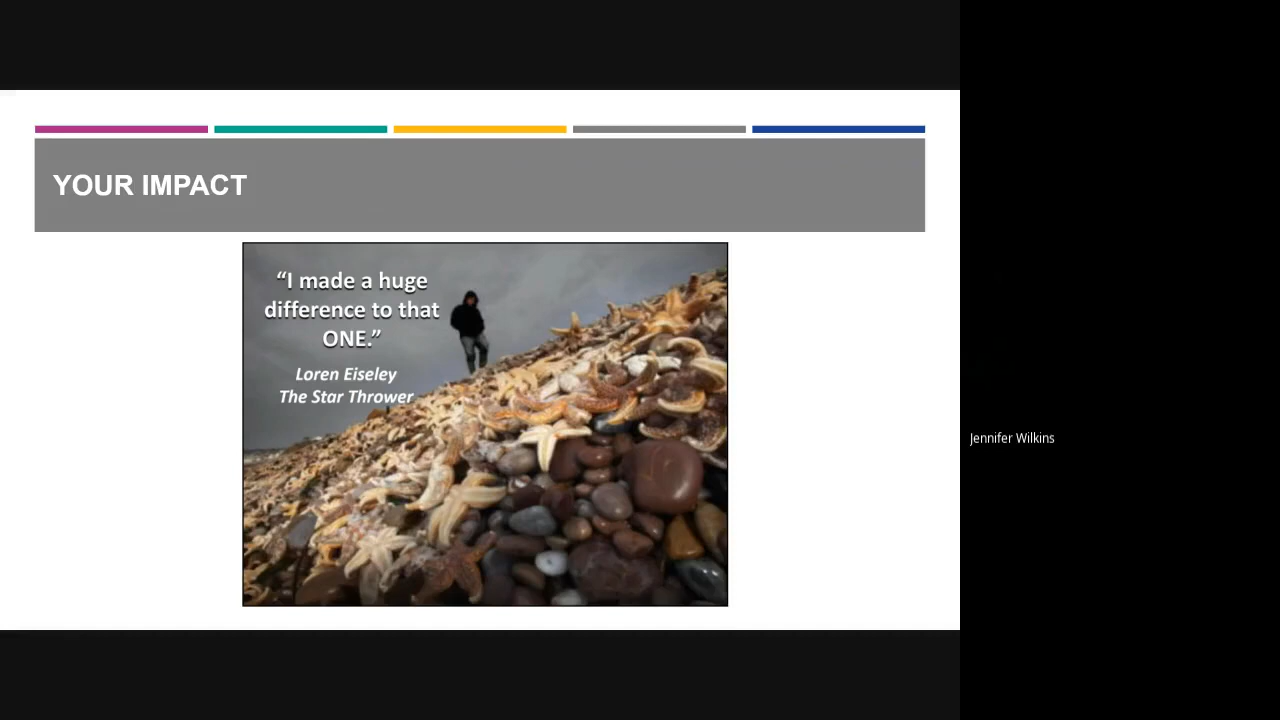 YOUR IMPACT
“I made a huge
difference to that
ONE.”
Loren Eiseley
The Star Thrower
Jennifer Wilkins